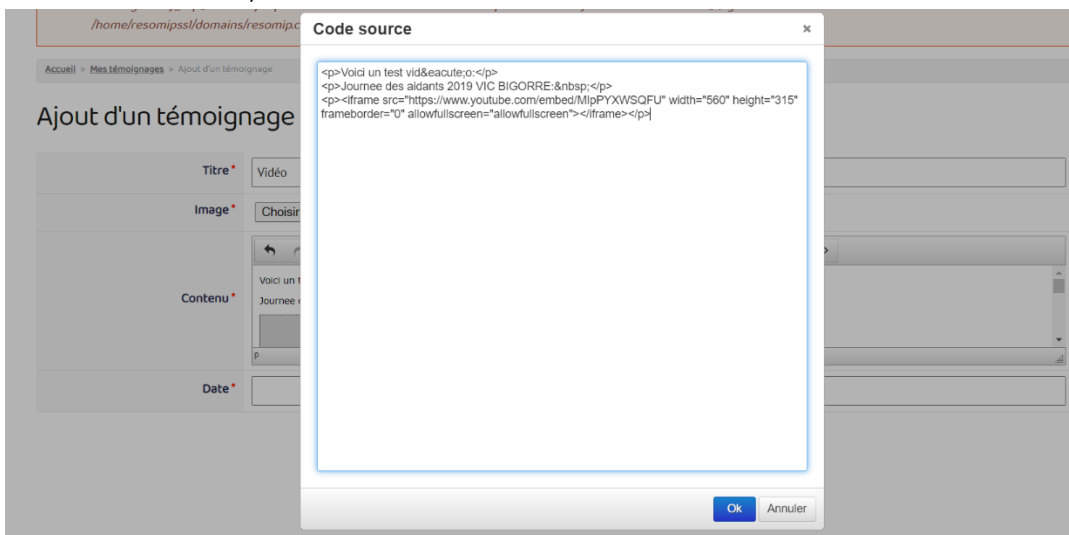 /home/resomipssl/domains/resomip.c
Code source
×
Accueil » Mes témoignages » Ajout d'un témoignage
<p>Voici un test vid&eacute;o:</p>
<p>Journee des aidants 2019 VIC BIGORRE:&nbsp;</p>
<p><iframe src="https://www.youtube.com/embed/MlpPYXWSQFU" width="560" height="315"
frameborder="0" allowfullscreen="allowfullscreen"></iframe></p>
Ajout d'un témoignage
Titre*
Vidéo
Image*
Choisir
Contenu*
Voici un t
Journee
p
Date*
Ok
Annuler